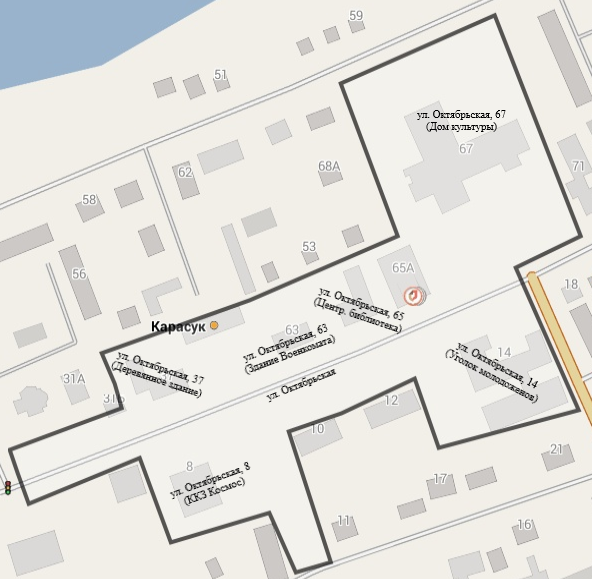 59
51
ул. Октябрьская, 67
(Дом культуры)
67
71
62
68А
58
53
56
65А
18
ул. Октябрьская, 65
(Центр. библиотека)
Карасук
63
ул. Октябрьская, 63
(Здание Военкомата)
ул. Октябрьская, 14
(Уголок мололоженов)
14
ул. Октябрьская, 37
(Деревянное здание)
31А
ул. Октябрьская
12
10
8
ул. Октябрьская, 8
(ККЗ Космос)
21
17
11
16